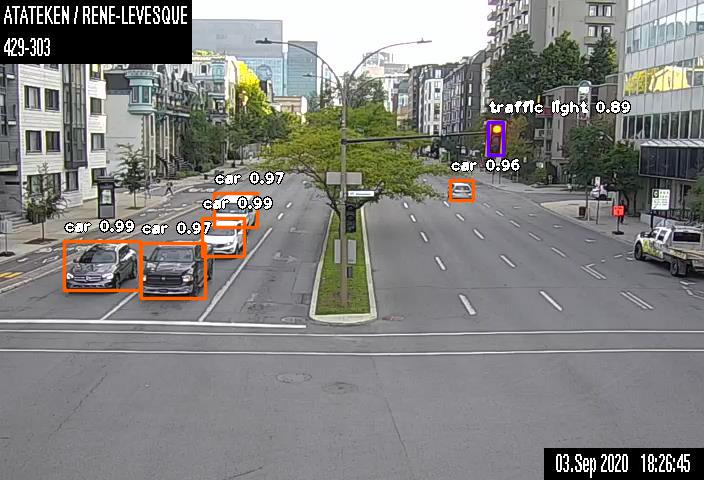 ATATEKEN / RENE-LEVESQUE
429-303
traffic light 0.89
car 0.96
car 0.97
car 0.99
car 0.99
car 0.97
03.Sep 2020 18:26:45